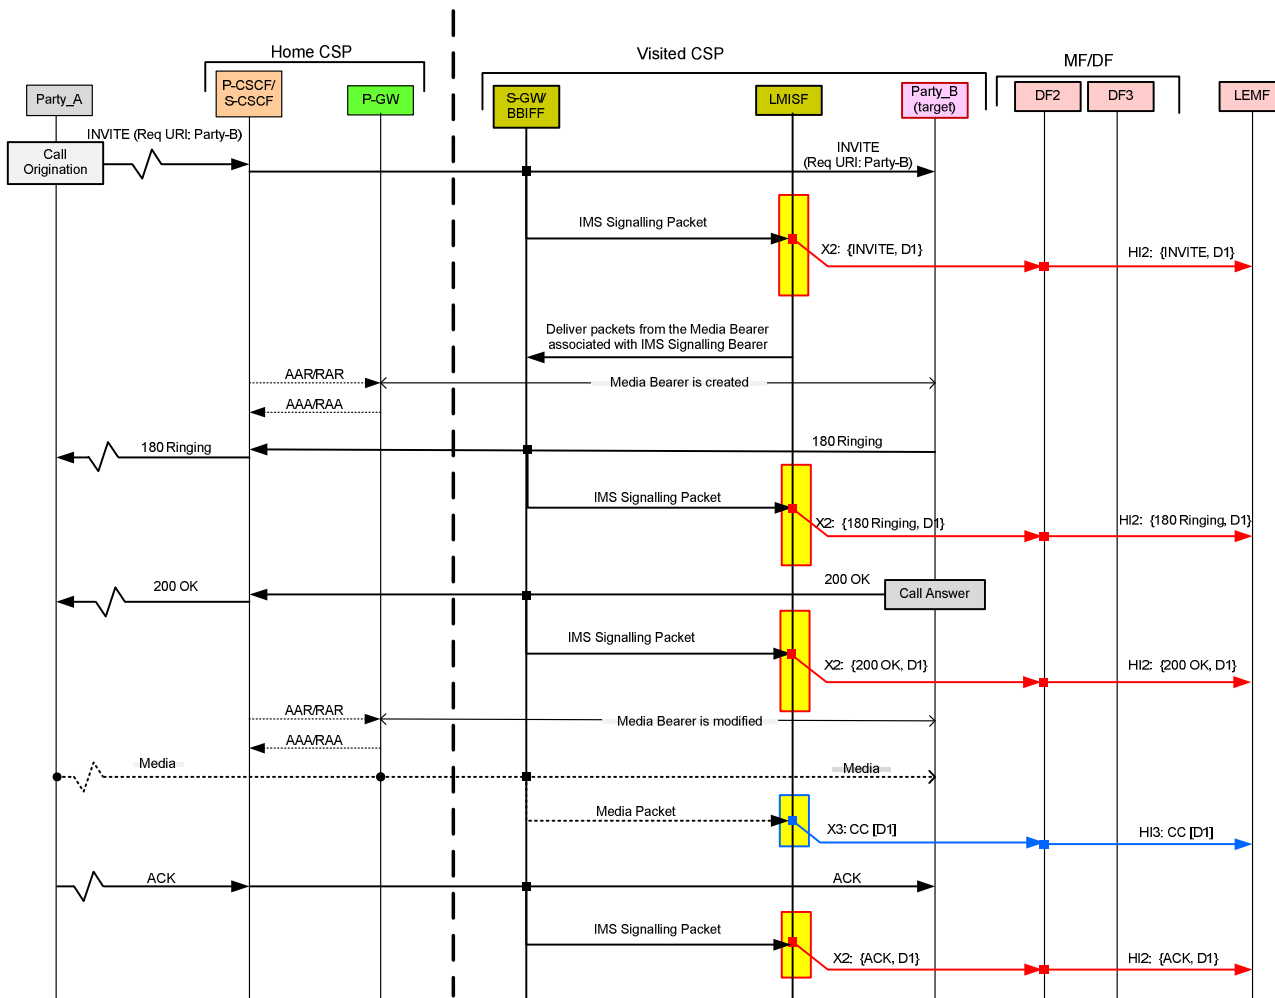 Home CSP
Visited CSP
MF/DF
Party_A
P-CSCF/
S-CSCF
P-GW
S-GW/
BBIFF
LMISF
Party_B
(target)
DF2
DF3
LEMF
INVITE (Req URI: Party-B)
Call
Origination
INVITE
(Req URI: Party-B)
IMS Signalling Packet
X2:  {INVITE, D1}
HI2:  {INVITE, D1}
Deliver packets from the Media Bearer
associated with IMS Signalling Bearer
AAR/RAR
Media Bearer is created
AAA/RAA
180 Ringing
180 Ringing
IMS Signalling Packet
X2:  {180 Ringing, D1}
HI2:  {180 Ringing, D1}
200 OK
200 OK
Call Answer
IMS Signalling Packet
X2:  {200 OK, D1}
HI2:  {200 OK, D1}
AAR/RAR
Media Bearer is modified
AAA/RAA
Media
Media
Media Packet
X3: CC [D1]
HI3: CC [D1]
ACK
ACK
IMS Signalling Packet
X2:  {ACK, D1}
HI2:  {ACK, D1}